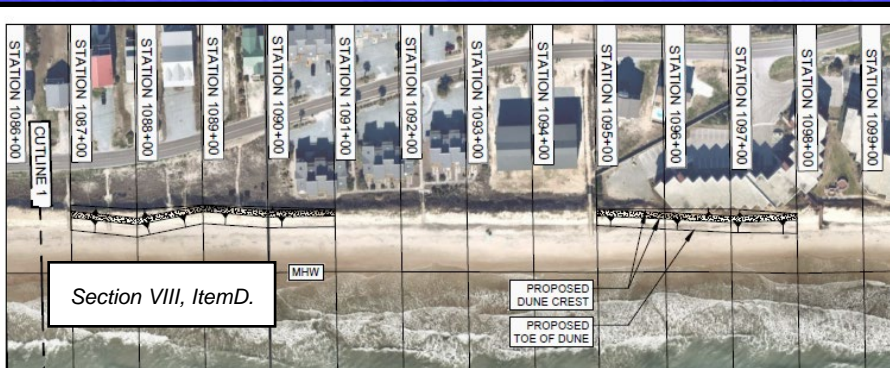 STATION 1086+00
STATION 1087+00
STATION 1088+00
STATION 1089+00
STATION 1090+00
STATION 1091+00
STATION 1092+00
STATION 1093+00
STATION 1094+00
STATION 1095+00
STATION 1096+00
STATION 1097+00
STATION 1098+00
STATION 1099+00
CUTLINE 1
MHW
Section VIII, ItemD.
PROPOSED
DUNE CREST
PROPOSED
TOE OF DUNE